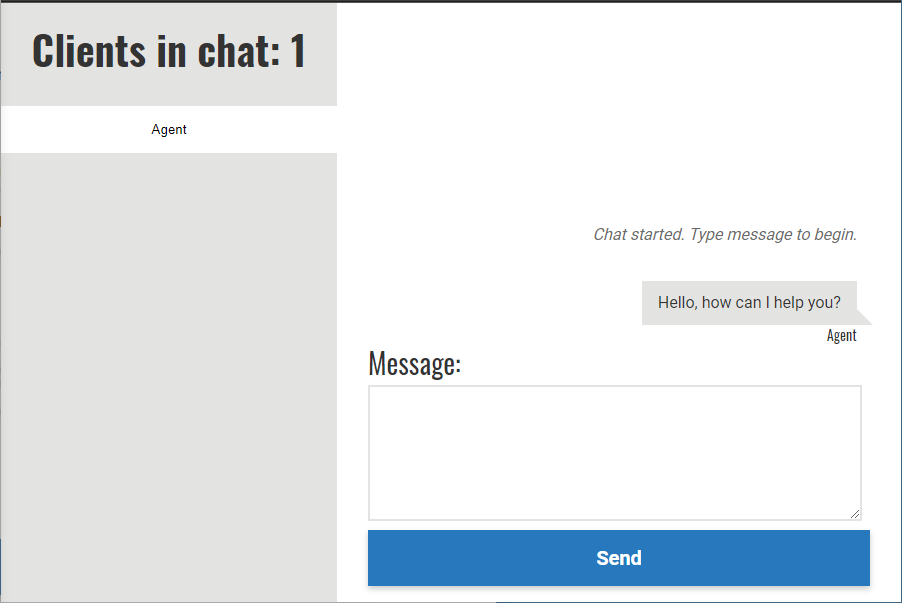 Clients in chat: 1
Agent
Chat started. Type message to begin.
Hello, how can I help you?
Agent
Message:
Send